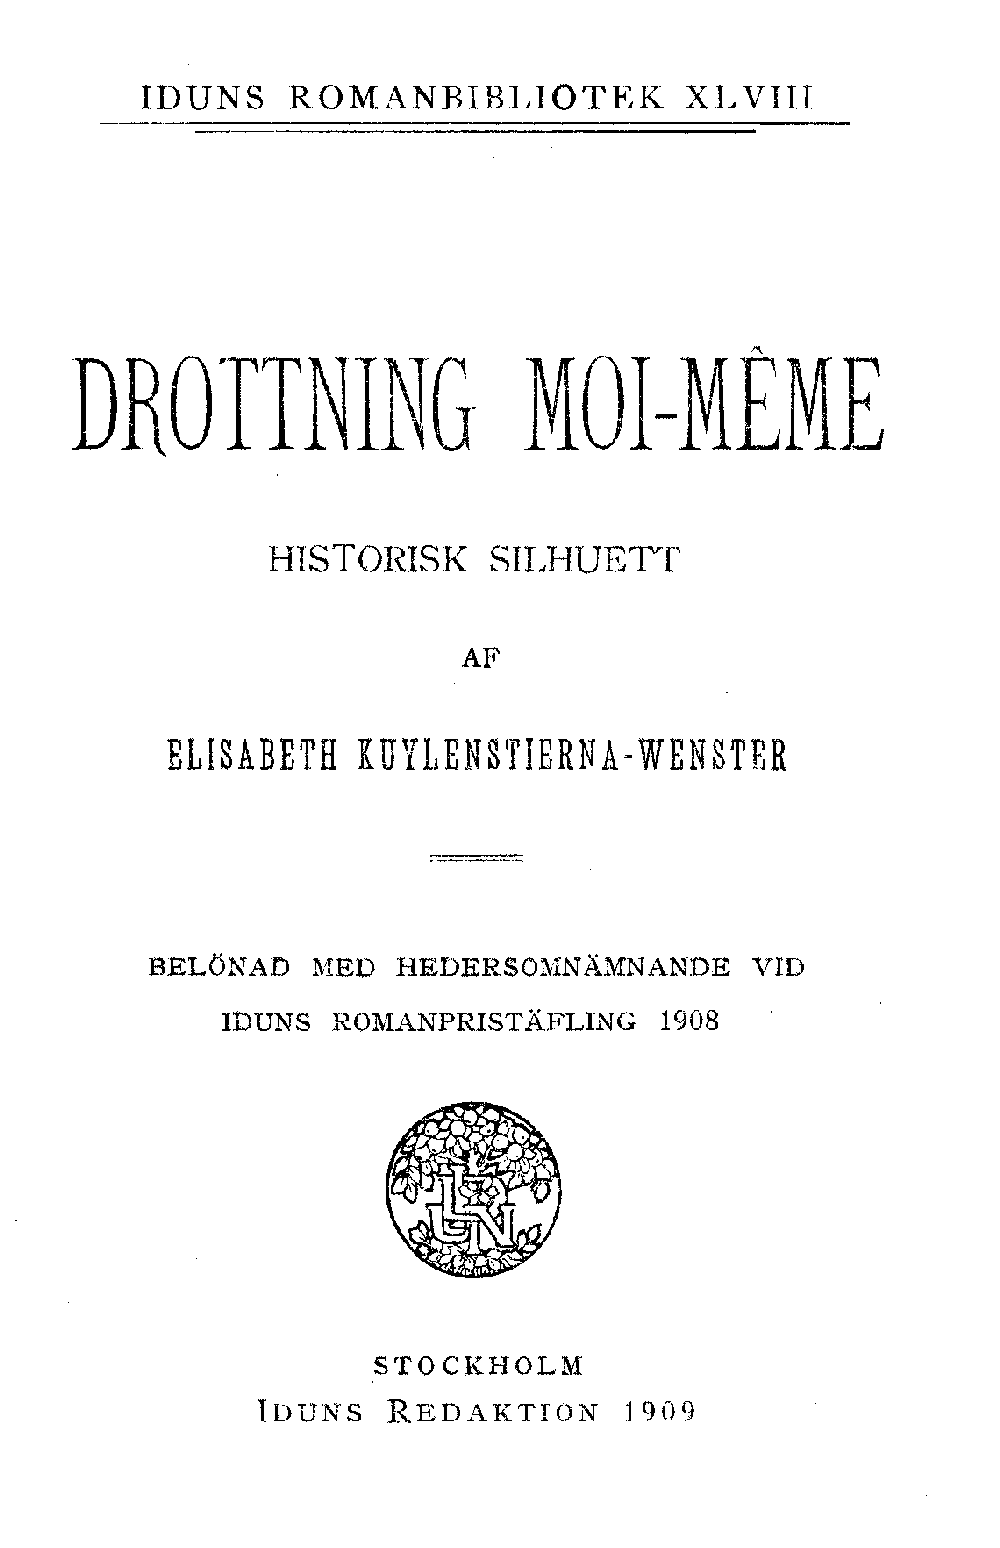 IDUNS ROMANBIBLIOTEK XLVIII
DROTTNING MOI-MÊME
HISTORISK SILHUETT
AF
ELISABETH KUYLENSTIERNA-WENSTER
BELÖNAD MED HEDERSOMNÄMNANDE VID
IDUNS ROMANPRISTÄFLING 1908
IDUN
STOCKHOLM
IDUNS REDAKTION 1909